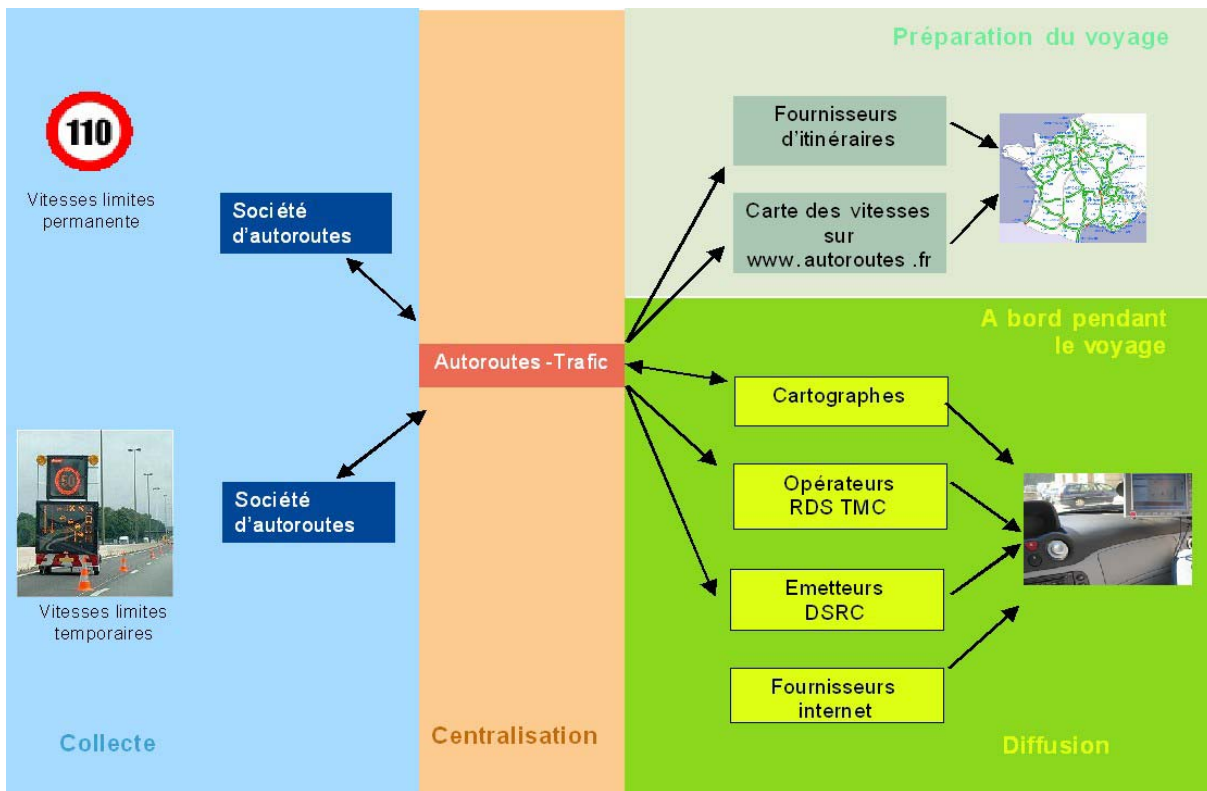 110
Vitesses limites
permanente
Société
d'autoroutes
Société
d'autoroutes
50
Vitesses limites
temporaires
Collecte
Autoroutes -Trafic
Centralisation
Préparation du voyage
Fournisseurs
d'itinéraires
Carte des vitesses
sur
www.autoroutes .fr
A bord pendant
le voyage
Cartographes
Opérateurs
RDS TMC
Emetteurs
DSRC
Fournisseurs
internet
Diffusion